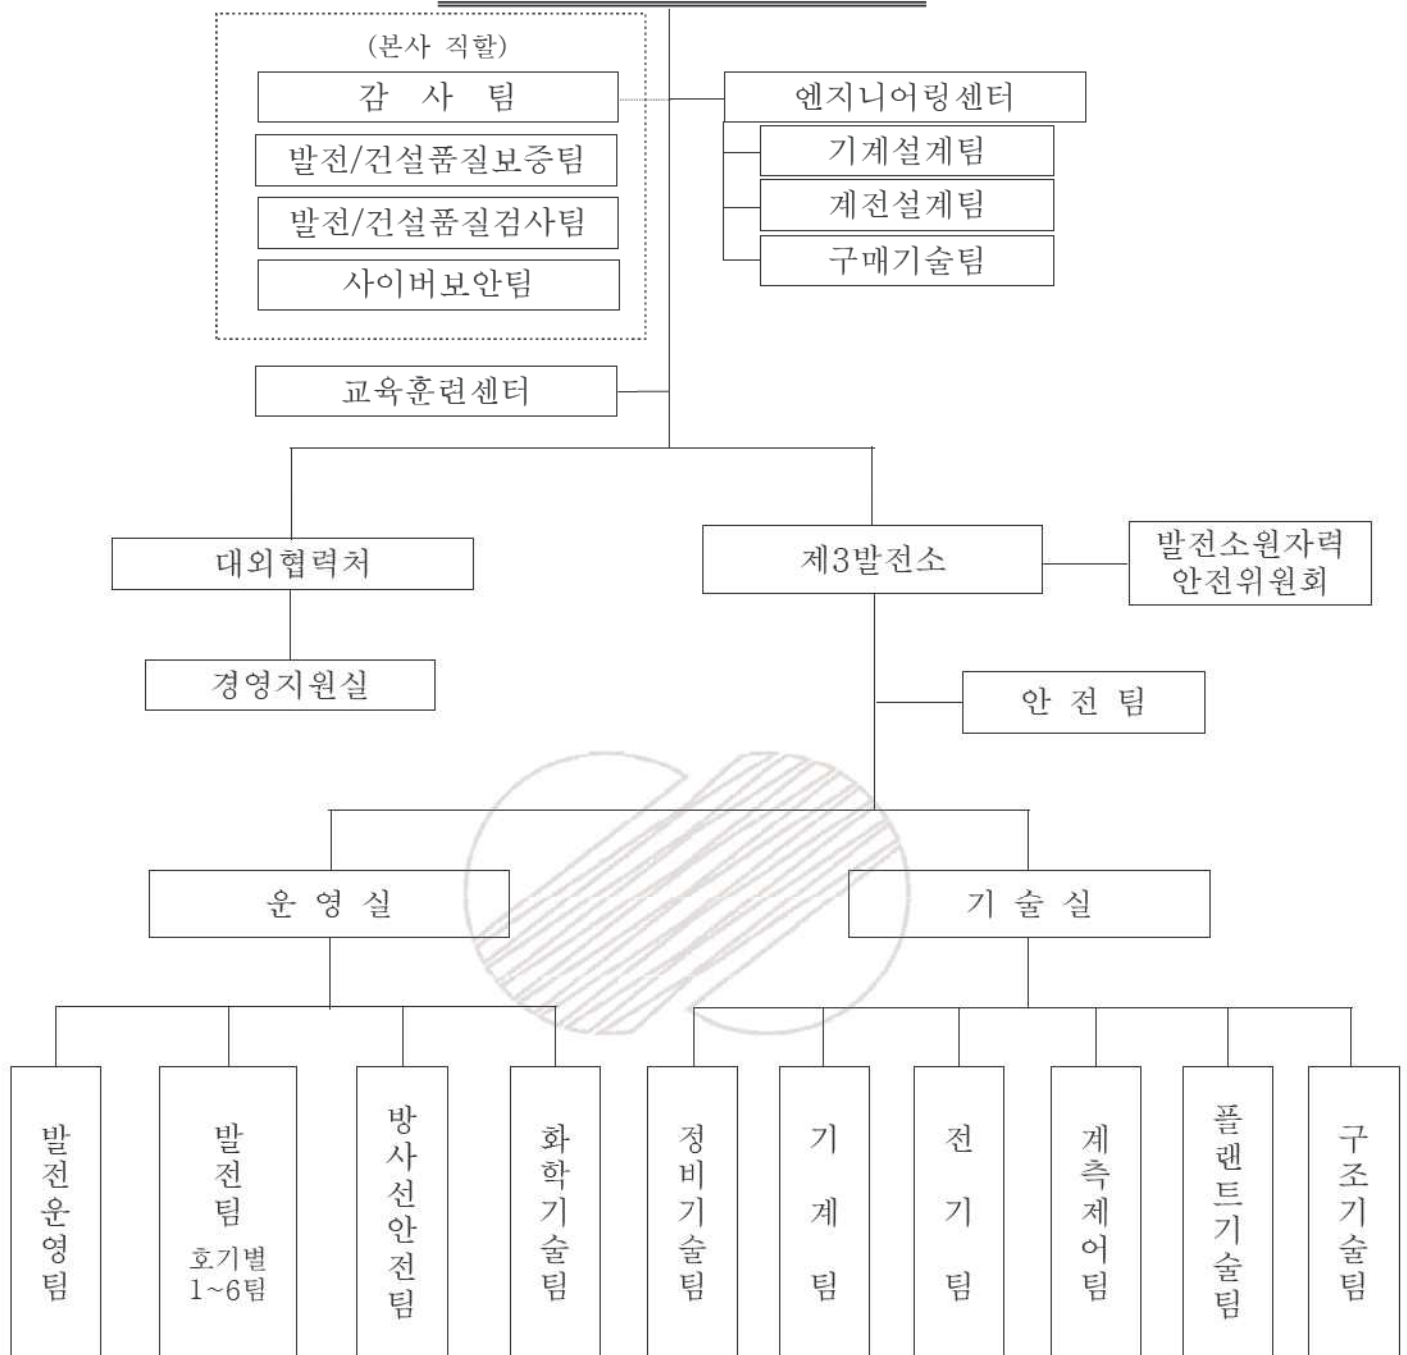 (본사 직할)
감 사 팀
엔지니어링센터
발전/건설품질보증팀
기계설계팀
발전/건설품질검사팀
계전설계팀
사이버보안팀
구매기술팀
교육훈련센터
대외협력처
제3발전소
발전소원자력
안전위원회
경영지원실
안 전 팀
운 영 실
기 술 실
발전운영팀
발전팀
호기별
1~6팀
방사선안전팀
화학기술팀
정비기술팀
기계팀
전기팀
계측제어팀
플랜트기술팀
구조기술팀